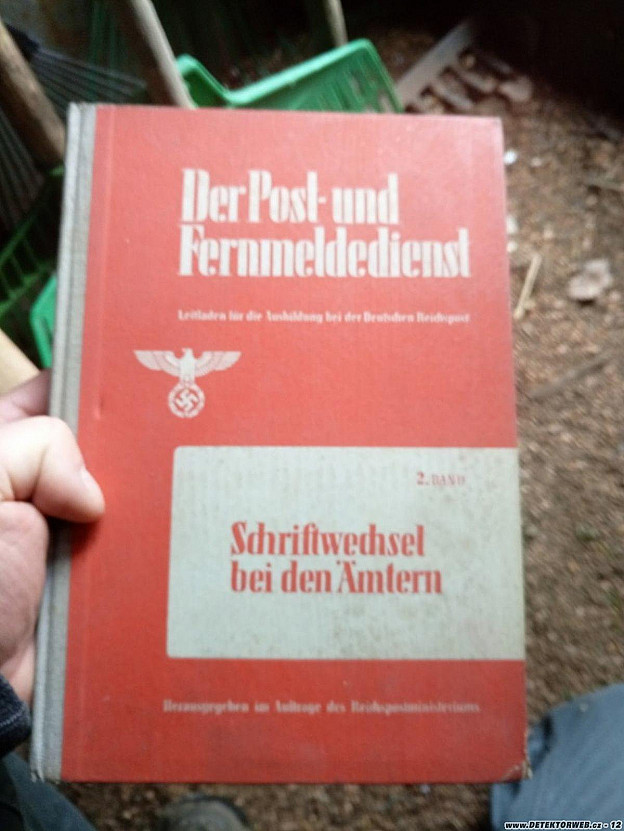 Der Post- und
Fernmeldedienst
Leitfaden für die Ausbildung bei der Deutschen Reichspost
2. BAND
Schriftwechsel
bei den Ämtern
Herausgegeben im Auftrage des Reichspostministeriums
www.DETEKTORWEB.cz - 12